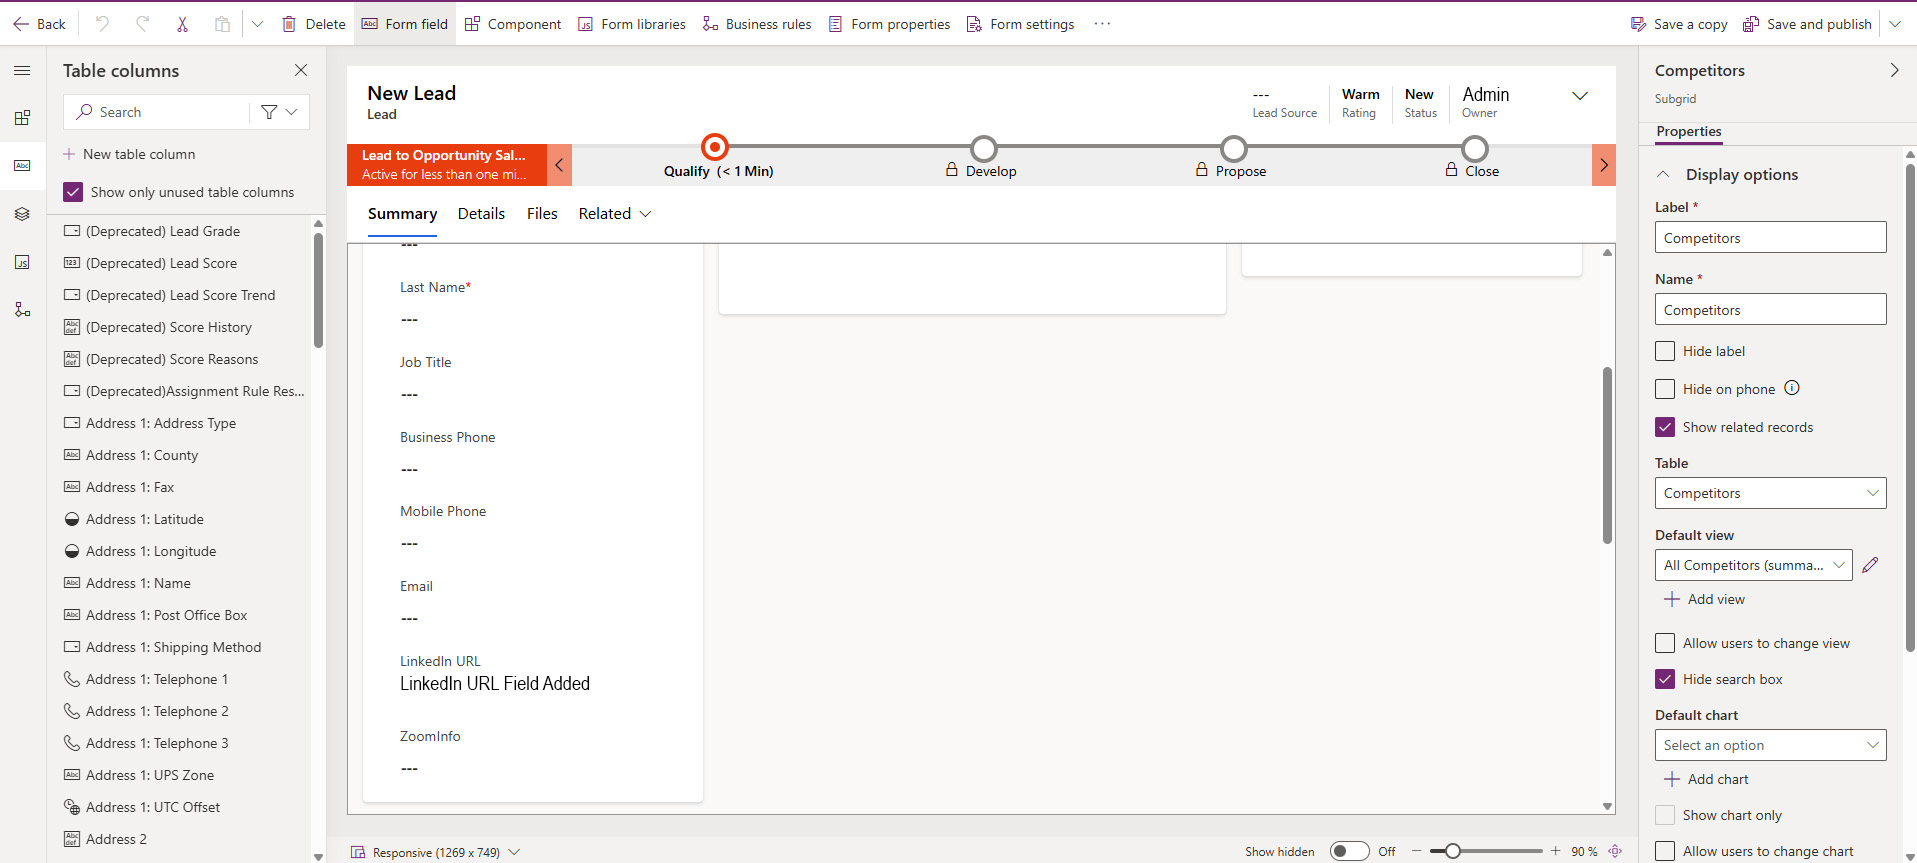 Back
Delete
Form field
Component
Form libraries
Business rules
Form properties
Form settings
...
Save a copy
Save and publish
Table columns
Search
New table column
Show only unused table columns
(Deprecated) Lead Grade
(Deprecated) Lead Score
(Deprecated) Lead Score Trend
(Deprecated) Score History
(Deprecated) Score Reasons
(Deprecated)Assignment Rule Res...
Address 1: Address Type
Address 1: County
Address 1: Fax
Address 1: Latitude
Address 1: Longitude
Address 1: Name
Address 1: Post Office Box
Address 1: Shipping Method
Address 1: Telephone 1
Address 1: Telephone 2
Address 1: Telephone 3
Address 1: UPS Zone
Address 1: UTC Offset
Address 2
New Lead
Lead
---
Lead Source
Warm
Rating
New
Status
Admin
Owner
Lead to Opportunity Sal...
Active for less than one mi...
Qualify (< 1 Min)
Develop
Propose
Close
Summary
Details
Files
Related
---
Last Name*
---
Job Title
---
Business Phone
---
Mobile Phone
---
Email
---
LinkedIn URL
LinkedIn URL Field Added
ZoomInfo
---
Responsive (1269 x 749)
Show hidden
Off
90 %
Competitors
Subgrid
Properties
Display options
Label *
Competitors
Name *
Competitors
Hide label
Hide on phone
Show related records
Table
Competitors
Default view
All Competitors (summa...
Add view
Allow users to change view
Hide search box
Default chart
Select an option
Add chart
Show chart only
Allow users to change chart